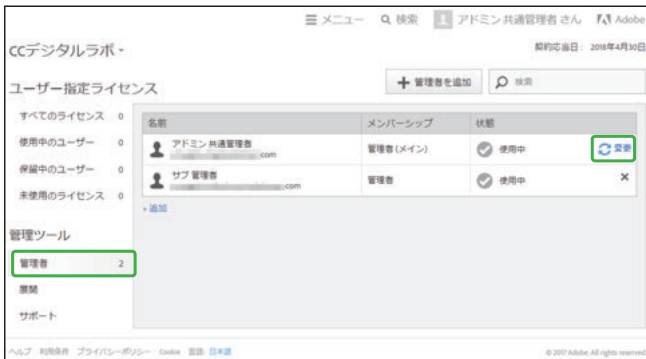 メニュー 検索 アドミン 共通管理者 さん Adobe
ccデジタルラボ
契約応当日: 2018年4月30日
ユーザー指定ライセンス
管理者を追加 検索
すべてのライセンス 0
使用中のユーザー 0
保留中のユーザー 0
未使用のライセンス 0
名前 メンバーシップ 状態
アドミン 共通管理者 管理者(メイン) 使用中 変更
com
サブ 管理者 管理者 使用中 ×
.com
+追加
管理ツール
管理者 2
展開
サポート
ヘルプ 利用条件 プライバシーポリシー Cookie 言語: 日本語 © 2017 Adobe. All rights reserved.